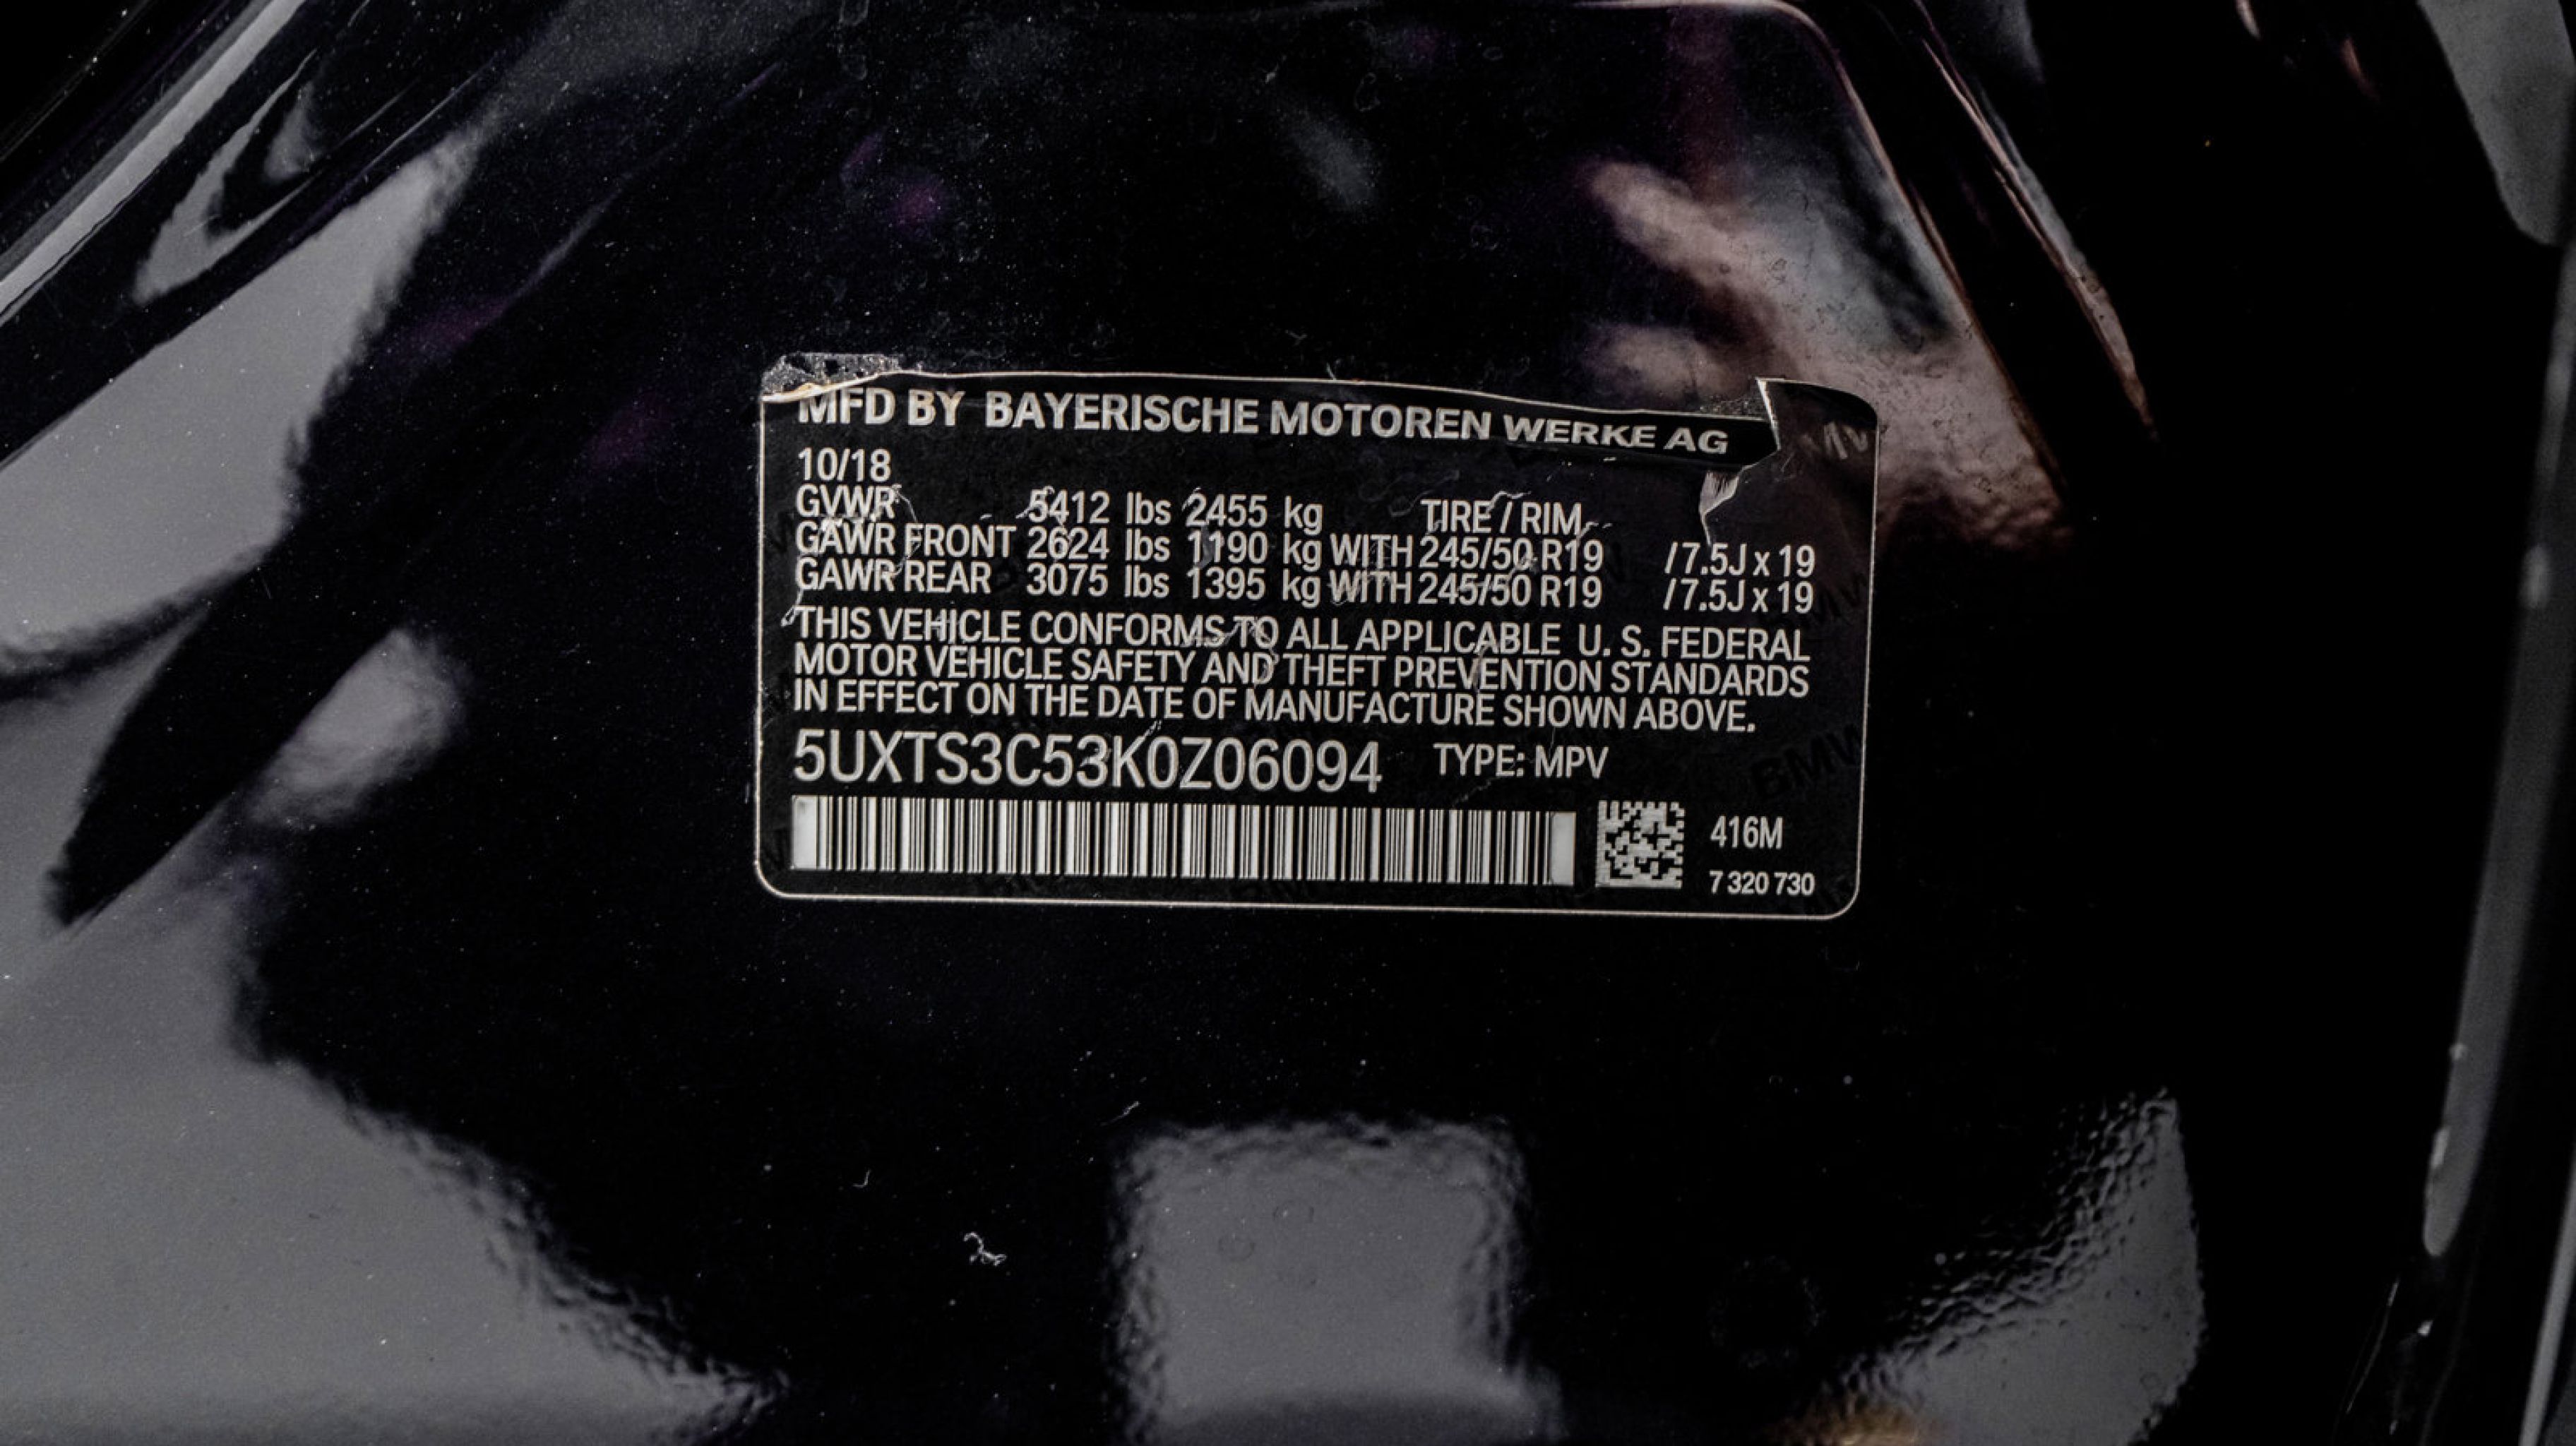 MFD BY BAYERISCHE MOTOREN WERKE AG
10/18
GVWR 5412 lbs 2455 kg TIRE / RIM
GAWR FRONT 2624 lbs 1190 kg WITH 245/50 R19 / 7.5J x 19
GAWR REAR 3075 lbs 1395 kg WITH 245/50 R19 / 7.5J x 19
THIS VEHICLE CONFORMS TO ALL APPLICABLE U. S. FEDERAL
MOTOR VEHICLE SAFETY AND THEFT PREVENTION STANDARDS
IN EFFECT ON THE DATE OF MANUFACTURE SHOWN ABOVE.
5UXTS3C53K0Z06094 TYPE: MPV
416M
7 320 730